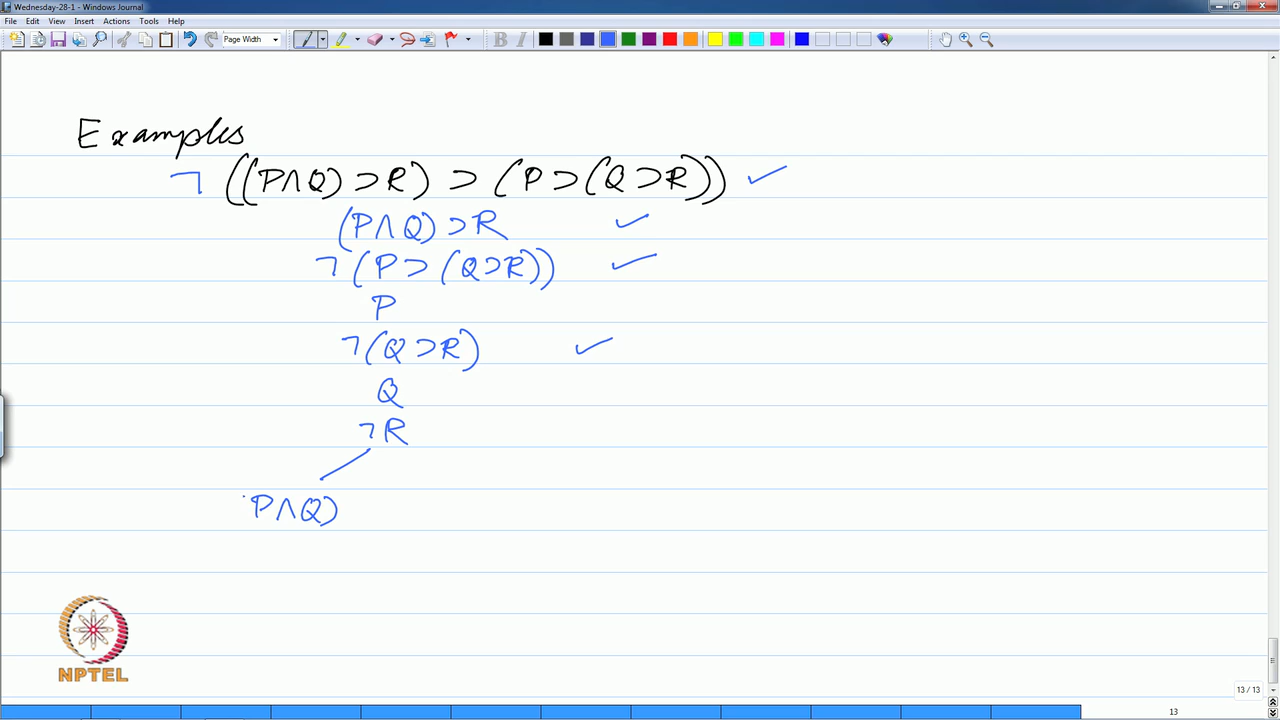 Wednesday-28-1 - Windows Journal
File Edit View Insert Actions Tools Help
Page Width
B I
Examples
¬ ((P∧Q)⊃R) ⊃ (P⊃(Q⊃R)) ✓
(P∧Q)⊃R ✓
¬(P⊃(Q⊃R)) ✓
P
¬(Q⊃R) ✓
Q
¬R
P∧Q)
NPTEL
13 / 13
13